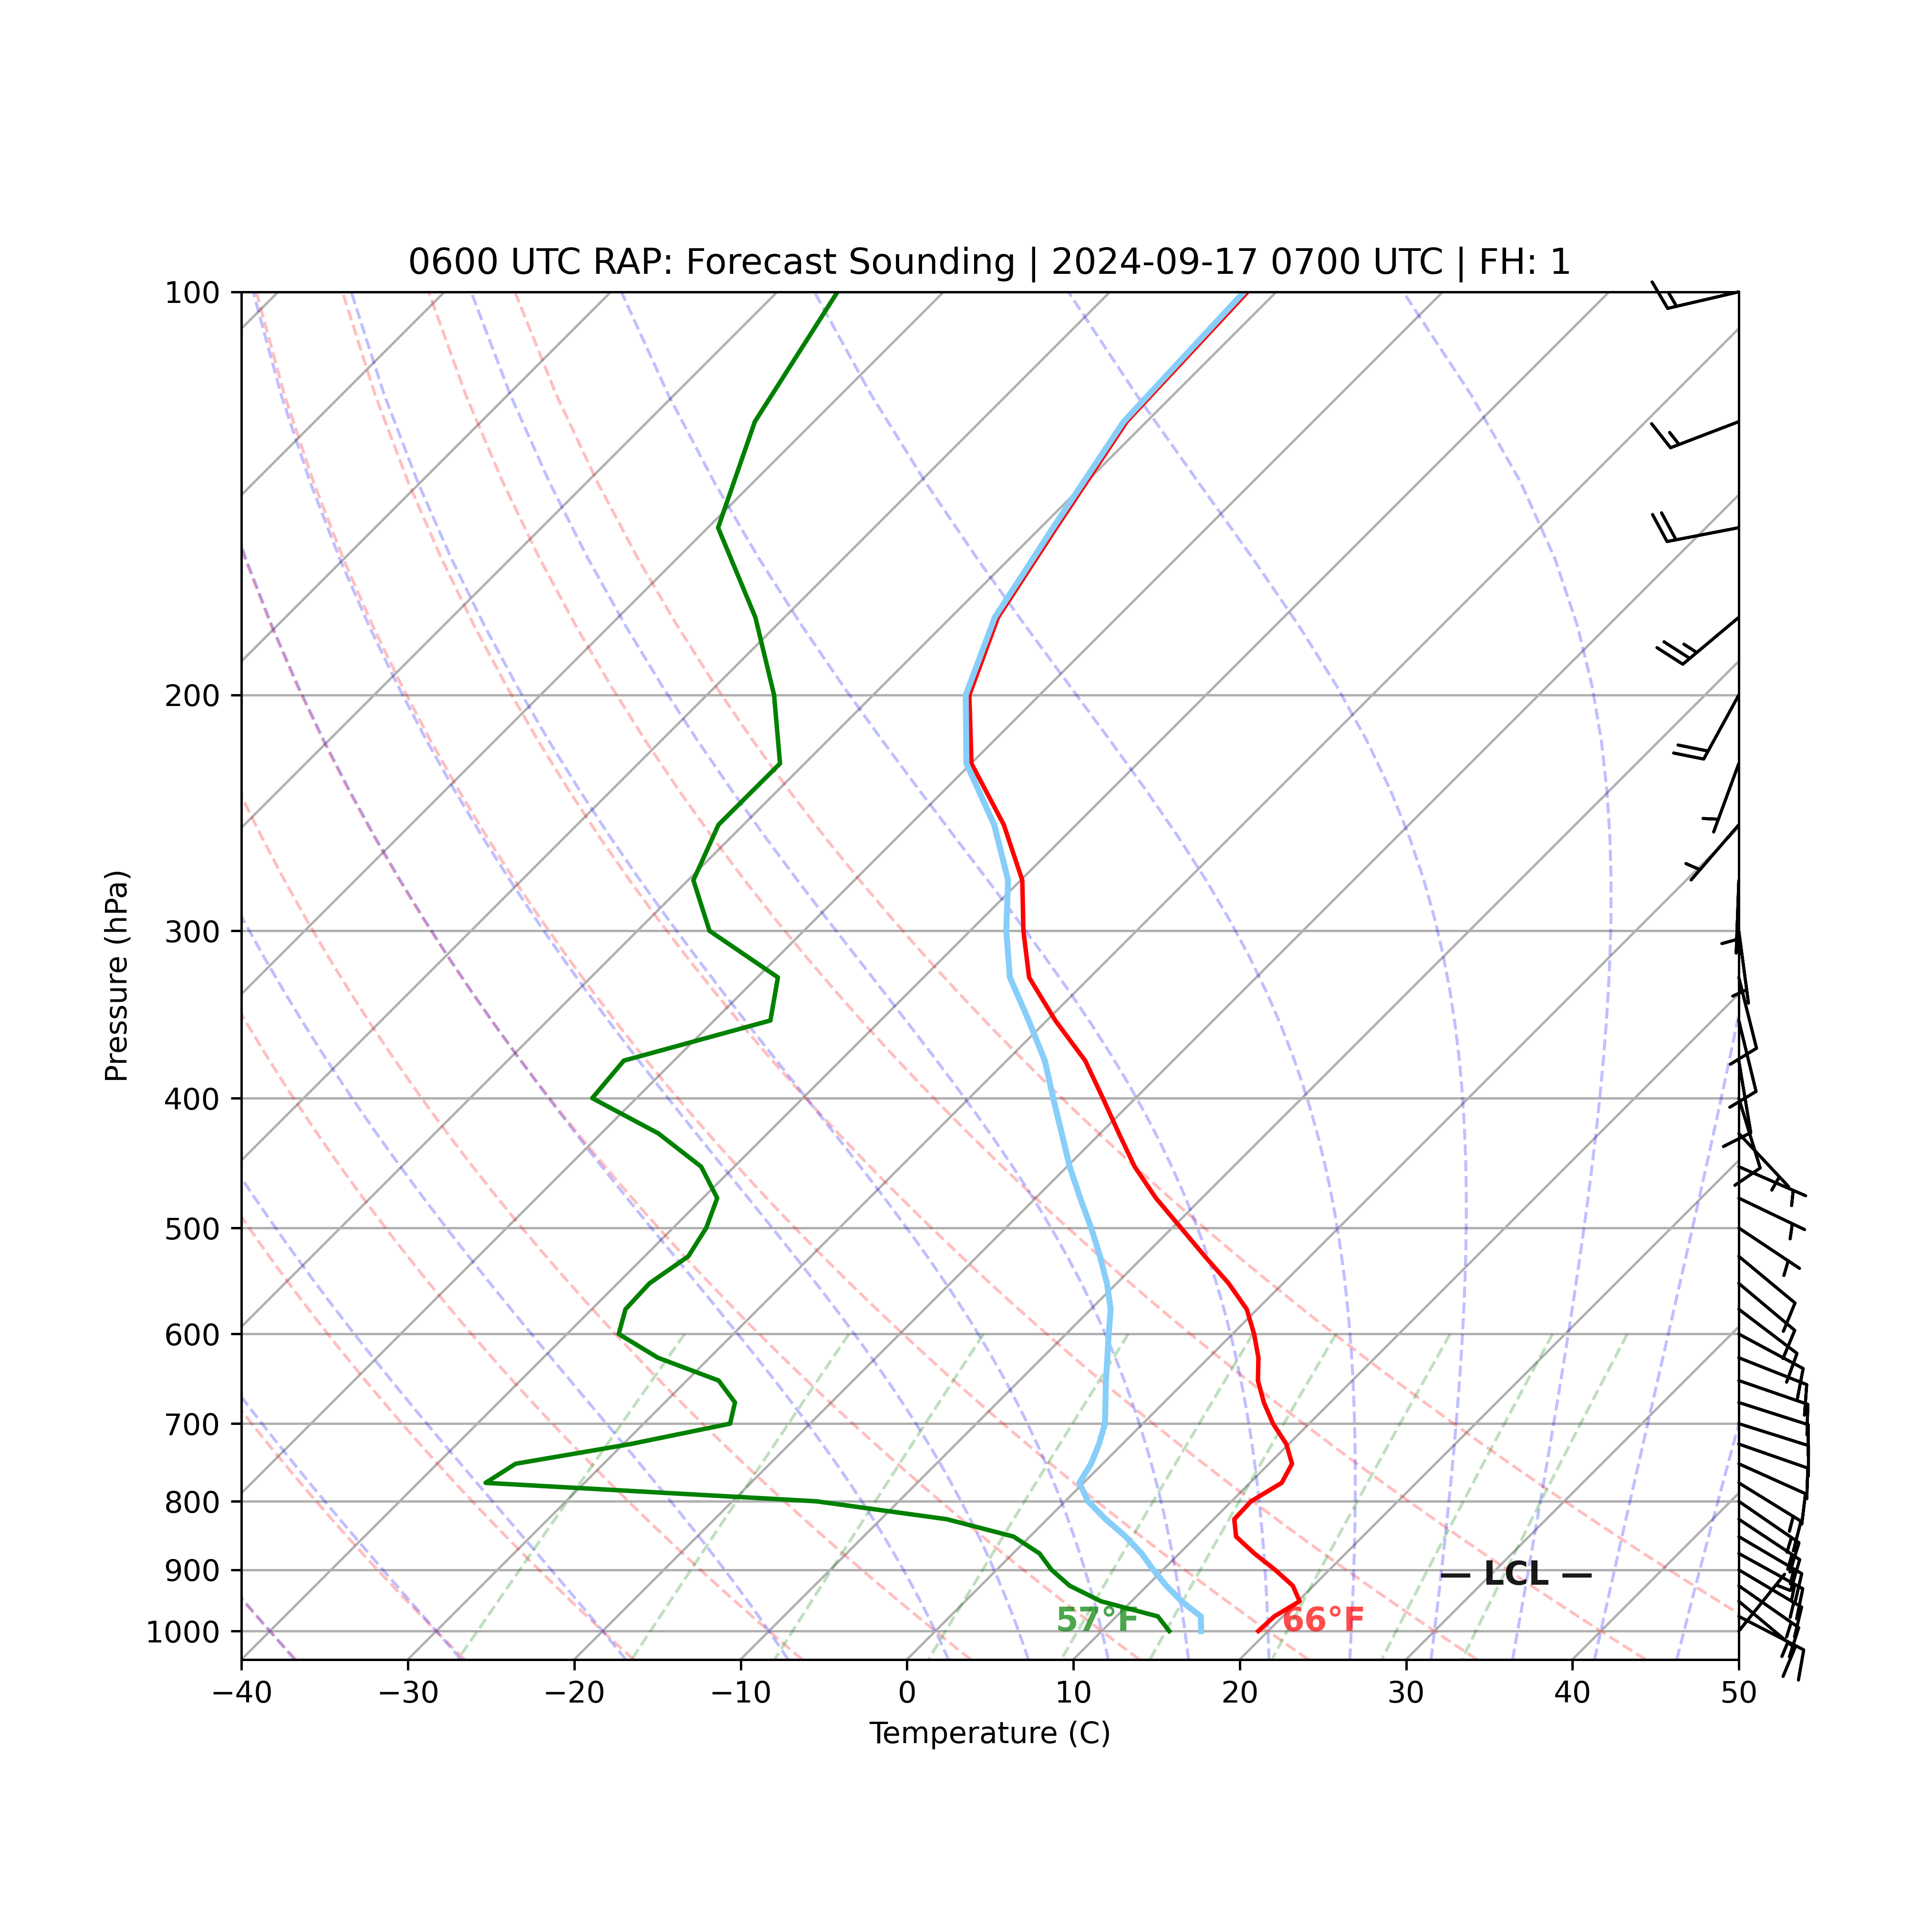 0600 UTC RAP: Forecast Sounding | 2024-09-17 0700 UTC | FH: 1
100
200
300
400
500
600
700
800
900
1000
Pressure (hPa)
— LCL —
57°F
66°F
−40 −30 −20 −10 0 10 20 30 40 50
Temperature (C)